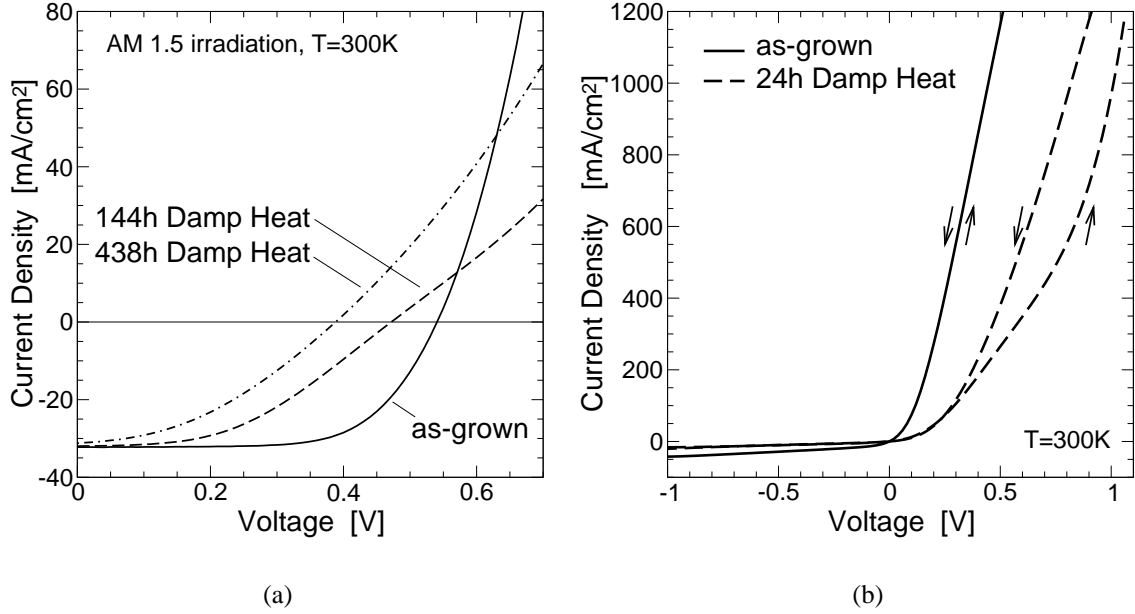 AM 1.5 irradiation, T=300K
144h Damp Heat
438h Damp Heat
as-grown
80
60
40
20
0
-20
-40
0
0.2
0.4
0.6
Current Density [mA/cm²]
Voltage [V]
(a)
as-grown
24h Damp Heat
T=300K
1200
1000
800
600
400
200
0
-1
-0.5
0
0.5
1
Current Density [mA/cm²]
Voltage [V]
(b)